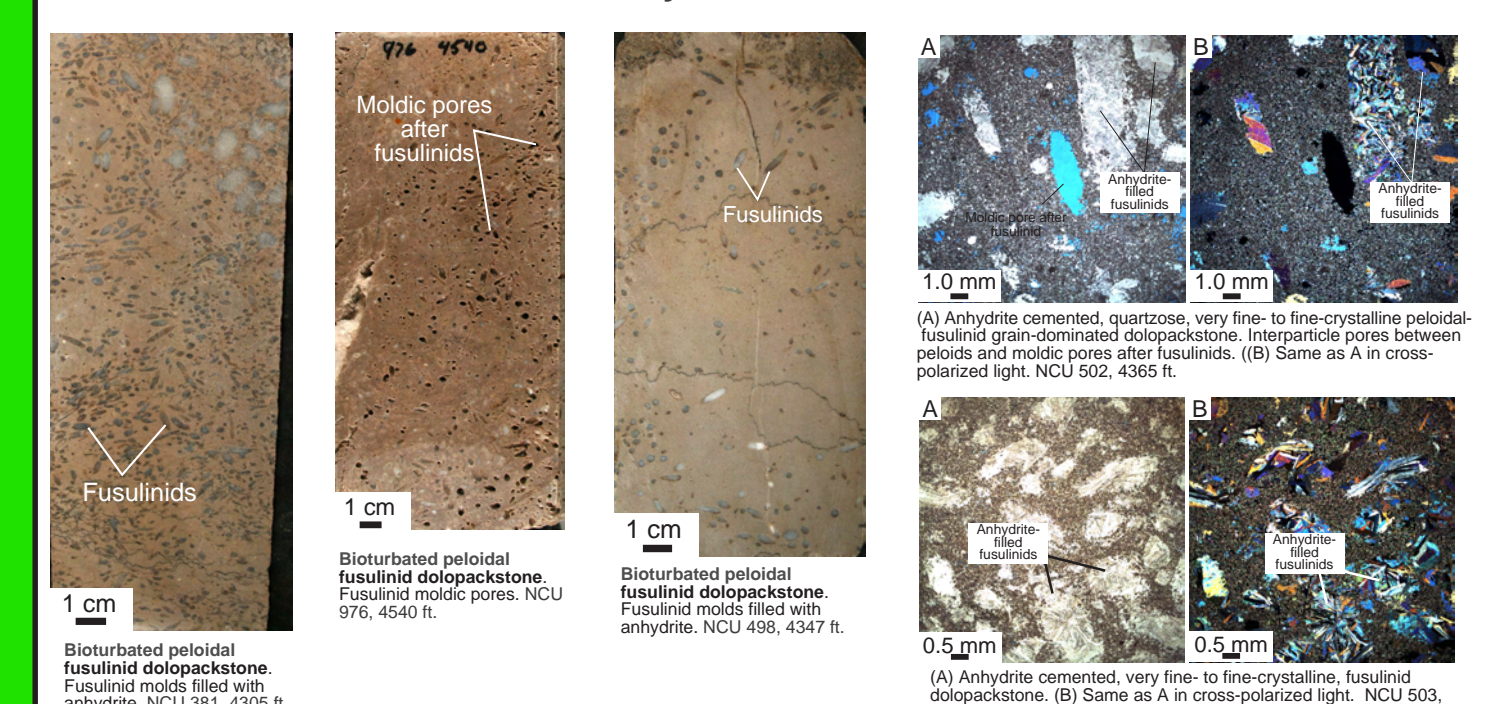 Fusulinids
1 cm
Bioturbated peloidal
fusulinid dolopackstone.
Fusulinid molds filled with
anhydrite. NCU 381, 4305 ft.
976 4540
Moldic pores
after
fusulinids
1 cm
Bioturbated peloidal
fusulinid dolopackstone.
Fusulinid moldic pores. NCU
976, 4540 ft.
Fusulinids
1 cm
Bioturbated peloidal
fusulinid dolopackstone.
Fusulinid molds filled with
anhydrite. NCU 498, 4347 ft.
A
Anhydrite-
filled
fusulinids
Moldic pore after
fusulinid
1.0 mm
B
Anhydrite-
filled
fusulinids
1.0 mm
(A) Anhydrite cemented, quartzose, very fine- to fine-crystalline peloidal-
fusulinid grain-dominated dolopackstone. Interparticle pores between
peloids and moldic pores after fusulinids. ((B) Same as A in cross-
polarized light. NCU 502, 4365 ft.
A
Anhydrite-
filled
fusulinids
0.5 mm
B
Anhydrite-
filled
fusulinids
0.5 mm
(A) Anhydrite cemented, very fine- to fine-crystalline, fusulinid
dolopackstone. (B) Same as A in cross-polarized light. NCU 503,